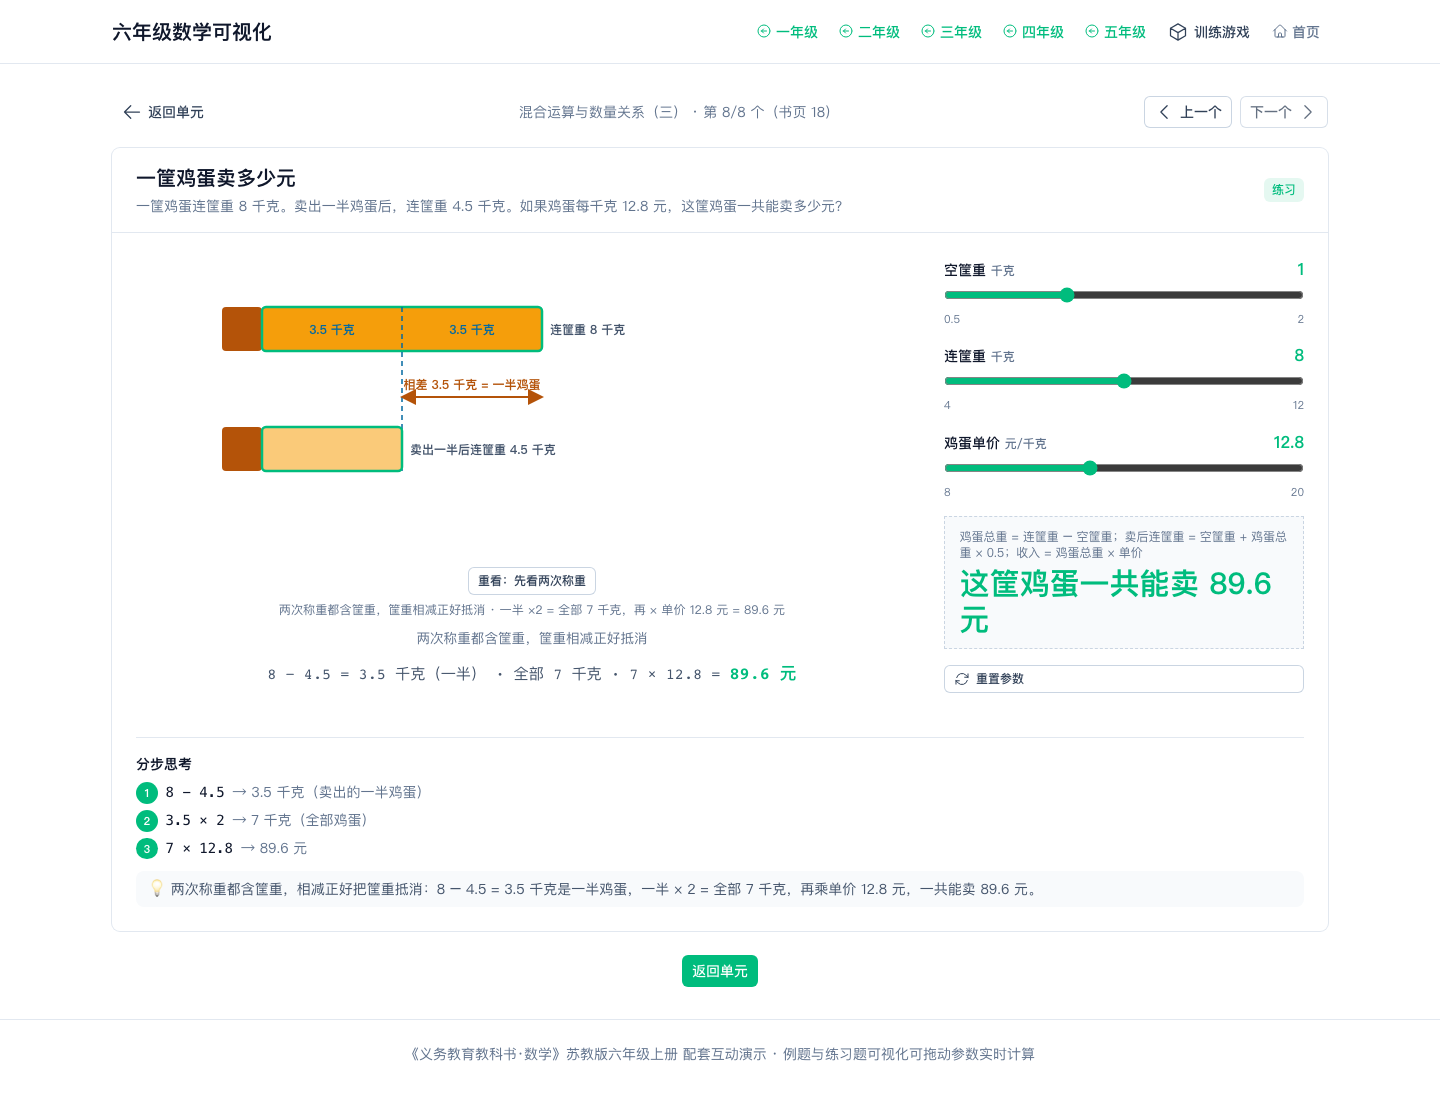 六年级数学可视化
一年级
二年级
三年级
四年级
五年级
训练游戏
首页
返回单元
混合运算与数量关系（三） · 第 8/8 个（书页 18）
上一个
下一个
一筐鸡蛋卖多少元
一筐鸡蛋连筐重 8 千克。卖出一半鸡蛋后，连筐重 4.5 千克。如果鸡蛋每千克 12.8 元，这筐鸡蛋一共能卖多少元？
练习
3.5 千克
3.5 千克
连筐重 8 千克
相差 3.5 千克 = 一半鸡蛋
卖出一半后连筐重 4.5 千克
重看：先看两次称重
两次称重都含筐重，筐重相减正好抵消 · 一半 ×2 = 全部 7 千克，再 × 单价 12.8 元 = 89.6 元
两次称重都含筐重，筐重相减正好抵消
8 − 4.5 = 3.5 千克（一半） · 全部 7 千克 · 7 × 12.8 = 89.6 元
空筐重 千克
1
0.5
2
连筐重 千克
8
4
12
鸡蛋单价 元/千克
12.8
8
20
鸡蛋总重 = 连筐重 − 空筐重；卖后连筐重 = 空筐重 + 鸡蛋总
重 × 0.5；收入 = 鸡蛋总重 × 单价
这筐鸡蛋一共能卖 89.6
元
重置参数
分步思考
1 8 − 4.5 → 3.5 千克（卖出的一半鸡蛋）
2 3.5 × 2 → 7 千克（全部鸡蛋）
3 7 × 12.8 → 89.6 元
💡 两次称重都含筐重，相减正好把筐重抵消：8 − 4.5 = 3.5 千克是一半鸡蛋，一半 × 2 = 全部 7 千克，再乘单价 12.8 元，一共能卖 89.6 元。
返回单元
《义务教育教科书·数学》苏教版六年级上册 配套互动演示 · 例题与练习题可视化可拖动参数实时计算